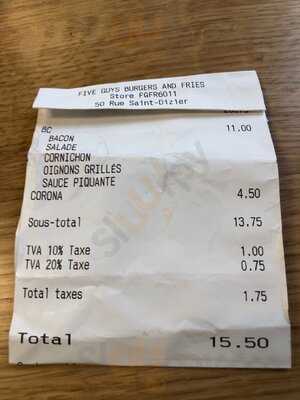 FIVE GUYS BURGERS AND FRIES
Store FGFR6011
50 Rue Saint-Dizier
BC 11.00
BACON
SALADE
CORNICHON
OIGNONS GRILLÉS
SAUCE PIQUANTE
CORONA 4.50
Sous-total 13.75
TVA 10% Taxe 1.00
TVA 20% Taxe 0.75
Total taxes 1.75
Total 15.50